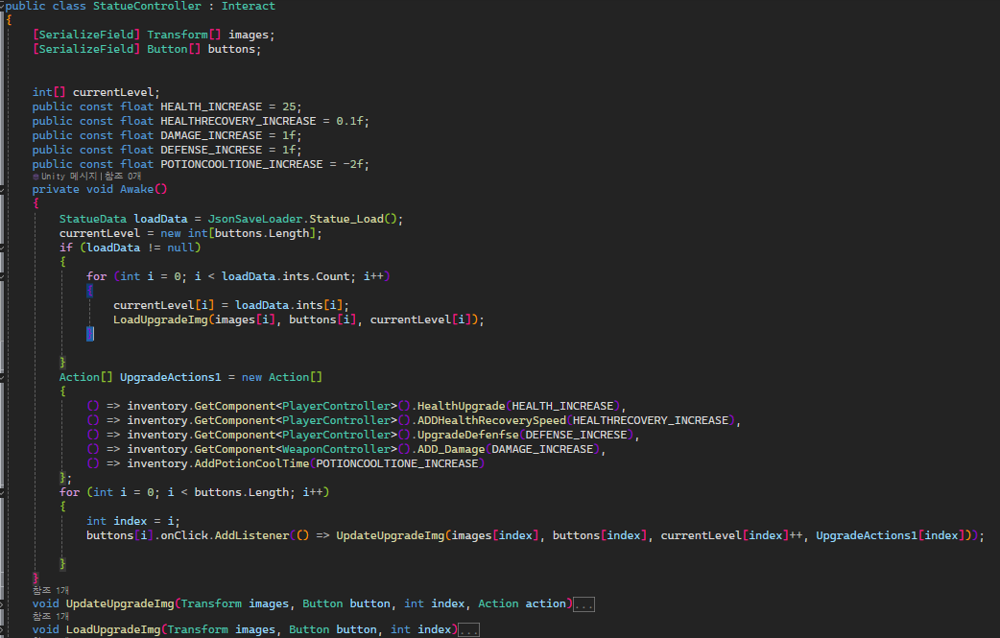 public class StatueController : Interact
{
[SerializeField] Transform[] images;
[SerializeField] Button[] buttons;
int[] currentLevel;
public const float HEALTH_INCREASE = 25;
public const float HEALTHRECOVERY_INCREASE = 0.1f;
public const float DAMAGE_INCREASE = 1f;
public const float DEFENSE_INCRESE = 1f;
public const float POTIONCOOLTIONE_INCREASE = -2f;
Unity 메시지 | 참조 0개
private void Awake()
{
StatueData loadData = JsonSaveLoader.Statue_Load();
currentLevel = new int[buttons.Length];
if (loadData != null)
{
for (int i = 0; i < loadData.ints.Count; i++)
{
currentLevel[i] = loadData.ints[i];
LoadUpgradeImg(images[i], buttons[i], currentLevel[i]);
}
}
Action[] UpgradeActions1 = new Action[]
{
() => inventory.GetComponent<PlayerController>().HealthUpgrade(HEALTH_INCREASE),
() => inventory.GetComponent<PlayerController>().ADDHealthRecoverySpeed(HEALTHRECOVERY_INCREASE),
() => inventory.GetComponent<PlayerController>().UpgradeDefenfse(DEFENSE_INCRESE),
() => inventory.GetComponent<WeaponController>().ADD_Damage(DAMAGE_INCREASE),
() => inventory.AddPotionCoolTime(POTIONCOOLTIONE_INCREASE)
};
for (int i = 0; i < buttons.Length; i++)
{
int index = i;
buttons[i].onClick.AddListener(() => UpdateUpgradeImg(images[index], buttons[index], currentLevel[index]++, UpgradeActions1[index]));
}
}
참조 1개
void UpdateUpgradeImg(Transform images, Button button, int index, Action action)...
참조 1개
void LoadUpgradeImg(Transform images, Button button, int index)...